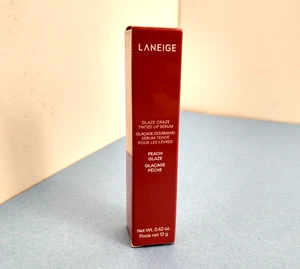 LANEIGE
GLAZE CRAZE
TINTED LIP SERUM
GLAÇAGE GOURMAND
SÉRUM TEINTÉ
POUR LES LÈVRES
PEACH
GLAZE
GLAÇAGE
PÊCHE
Net Wt. 0.42 oz.
Poids net 12 g